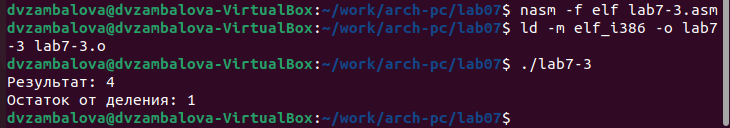 dvzambalova@dvzambalova-VirtualBox:~/work/arch-pc/lab07$ nasm -f elf lab7-3.asm
dvzambalova@dvzambalova-VirtualBox:~/work/arch-pc/lab07$ ld -m elf_i386 -o lab7
-3 lab7-3.o
dvzambalova@dvzambalova-VirtualBox:~/work/arch-pc/lab07$ ./lab7-3
Результат: 4
Остаток от деления: 1
dvzambalova@dvzambalova-VirtualBox:~/work/arch-pc/lab07$